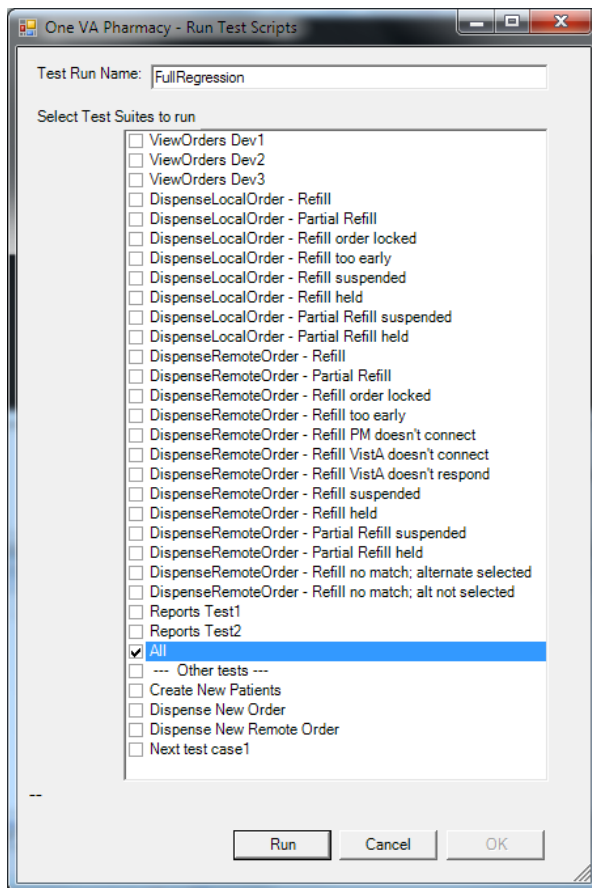 One VA Pharmacy - Run Test Scripts
Test Run Name: FullRegression
Select Test Suites to run
ViewOrders Dev1
ViewOrders Dev2
ViewOrders Dev3
DispenseLocalOrder - Refill
DispenseLocalOrder - Partial Refill
DispenseLocalOrder - Refill order locked
DispenseLocalOrder - Refill too early
DispenseLocalOrder - Refill suspended
DispenseLocalOrder - Refill held
DispenseLocalOrder - Partial Refill suspended
DispenseLocalOrder - Partial Refill held
DispenseRemoteOrder - Refill
DispenseRemoteOrder - Partial Refill
DispenseRemoteOrder - Refill order locked
DispenseRemoteOrder - Refill too early
DispenseRemoteOrder - Refill PM doesn't connect
DispenseRemoteOrder - Refill VistA doesn't connect
DispenseRemoteOrder - Refill VistA doesn't respond
DispenseRemoteOrder - Refill suspended
DispenseRemoteOrder - Refill held
DispenseRemoteOrder - Partial Refill suspended
DispenseRemoteOrder - Partial Refill held
DispenseRemoteOrder - Refill no match; alternate selected
DispenseRemoteOrder - Refill no match; alt not selected
Reports Test1
Reports Test2
All
--- Other tests ---
Create New Patients
Dispense New Order
Dispense New Remote Order
Next test case1
--
Run Cancel OK